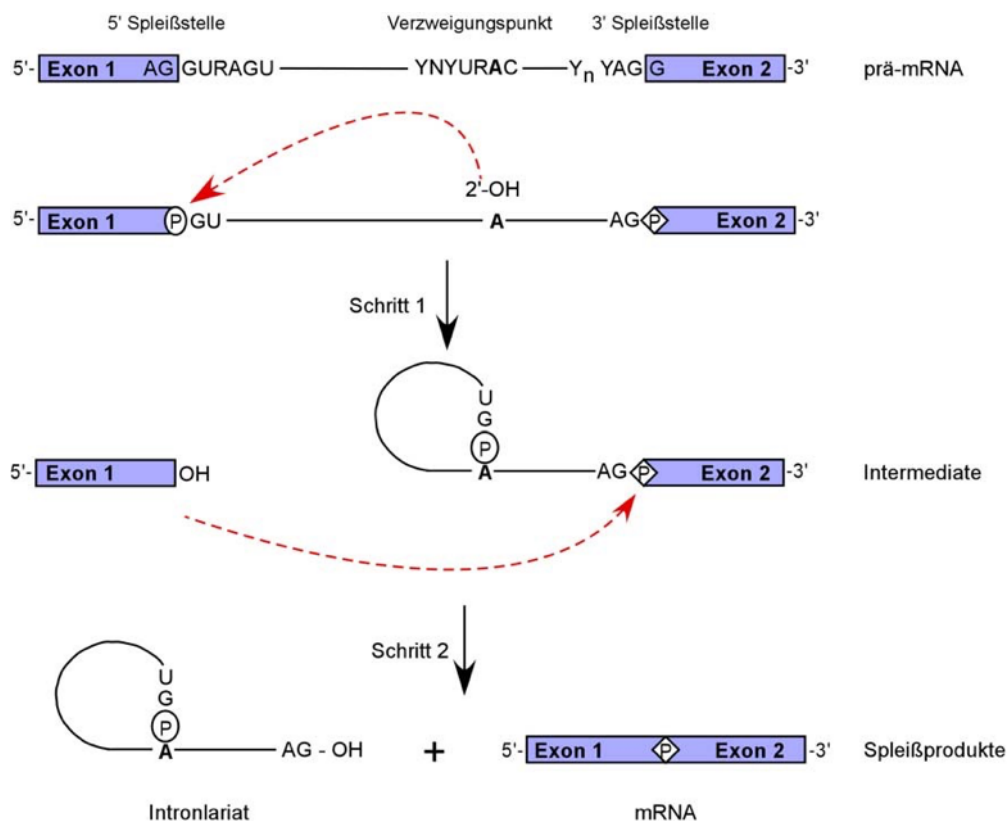 5' Spleißstelle Verzweigungspunkt 3' Spleißstelle
5'- Exon 1 AG GURAGU YNYURAC Yn YAG G Exon 2 -3' prä-mRNA
2'-OH
5'- Exon 1 P GU A AG P Exon 2 -3'
Schritt 1
U
G
P
5'- Exon 1 OH A AG P Exon 2 -3' Intermediate
Schritt 2
U
G
P
A AG - OH + 5'- Exon 1 P Exon 2 -3' Spleißprodukte
Intronlariat mRNA